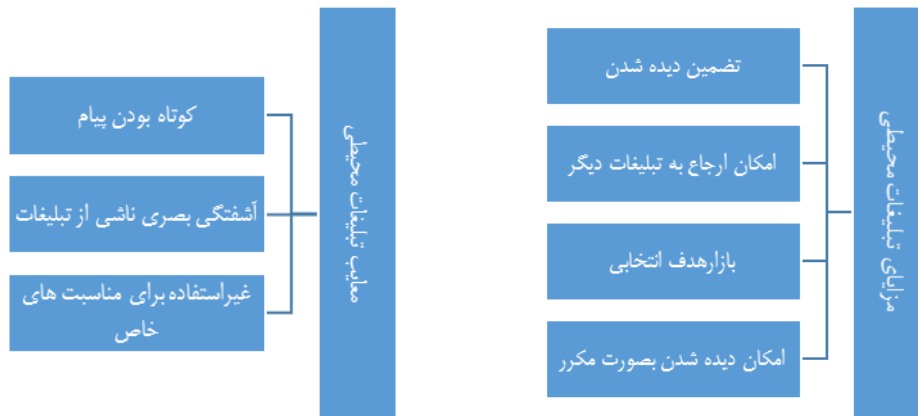 مزایای تبلیغات محیطی
تضمین دیده شدن
امکان ارجاع به تبلیغات دیگر
بازارهدف انتخابی
امکان دیده شدن بصورت مکرر
معایب تبلیغات محیطی
کوتاه بودن پیام
آشفتگی بصری ناشی از تبلیغات
غیراستفاده برای مناسبت های
خاص